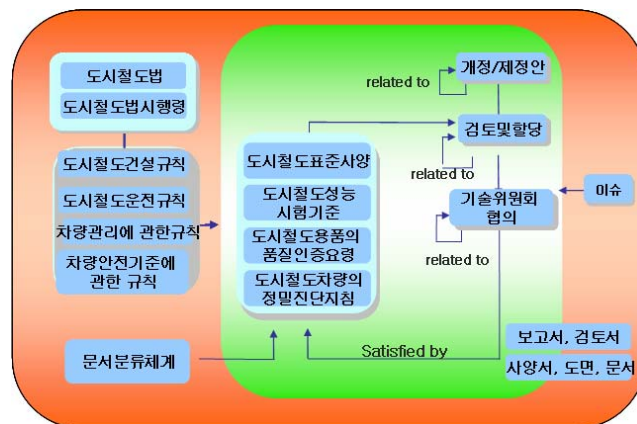 도시철도법
도시철도법시행령
도시철도건설규칙
도시철도운전규칙
차량관리에 관한규칙
차량안전기준에
관한 규칙
문서분류체계
도시철도표준사양
도시철도성능
시험기준
도시철도용품의
품질인증요령
도시철도차량의
정밀진단지침
개정/제정안
related to
검토및할당
related to
기술위원회
협의
related to
이슈
Satisfied by
보고서, 검토서
사양서, 도면, 문서